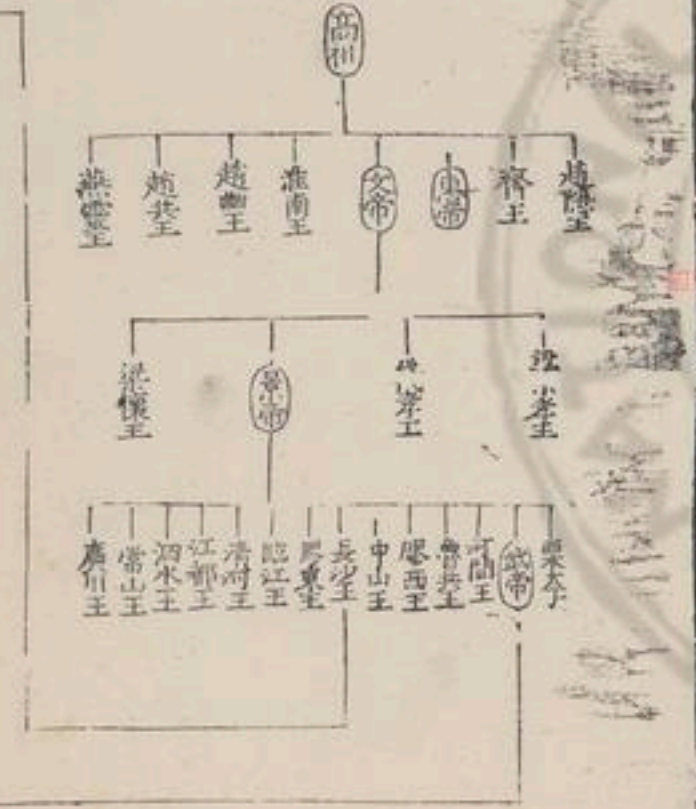 高祖
趙隱王
齊王
惠帝
文帝
淮南王
趙幽王
趙共王
燕靈王
梁孝王
景帝
梁懷王
栗太子
武帝
河間王
魯共王
膠西王
中山王
長沙王
膠東王
臨江王
清河王
江都王
泗水王
常山王
廣川王